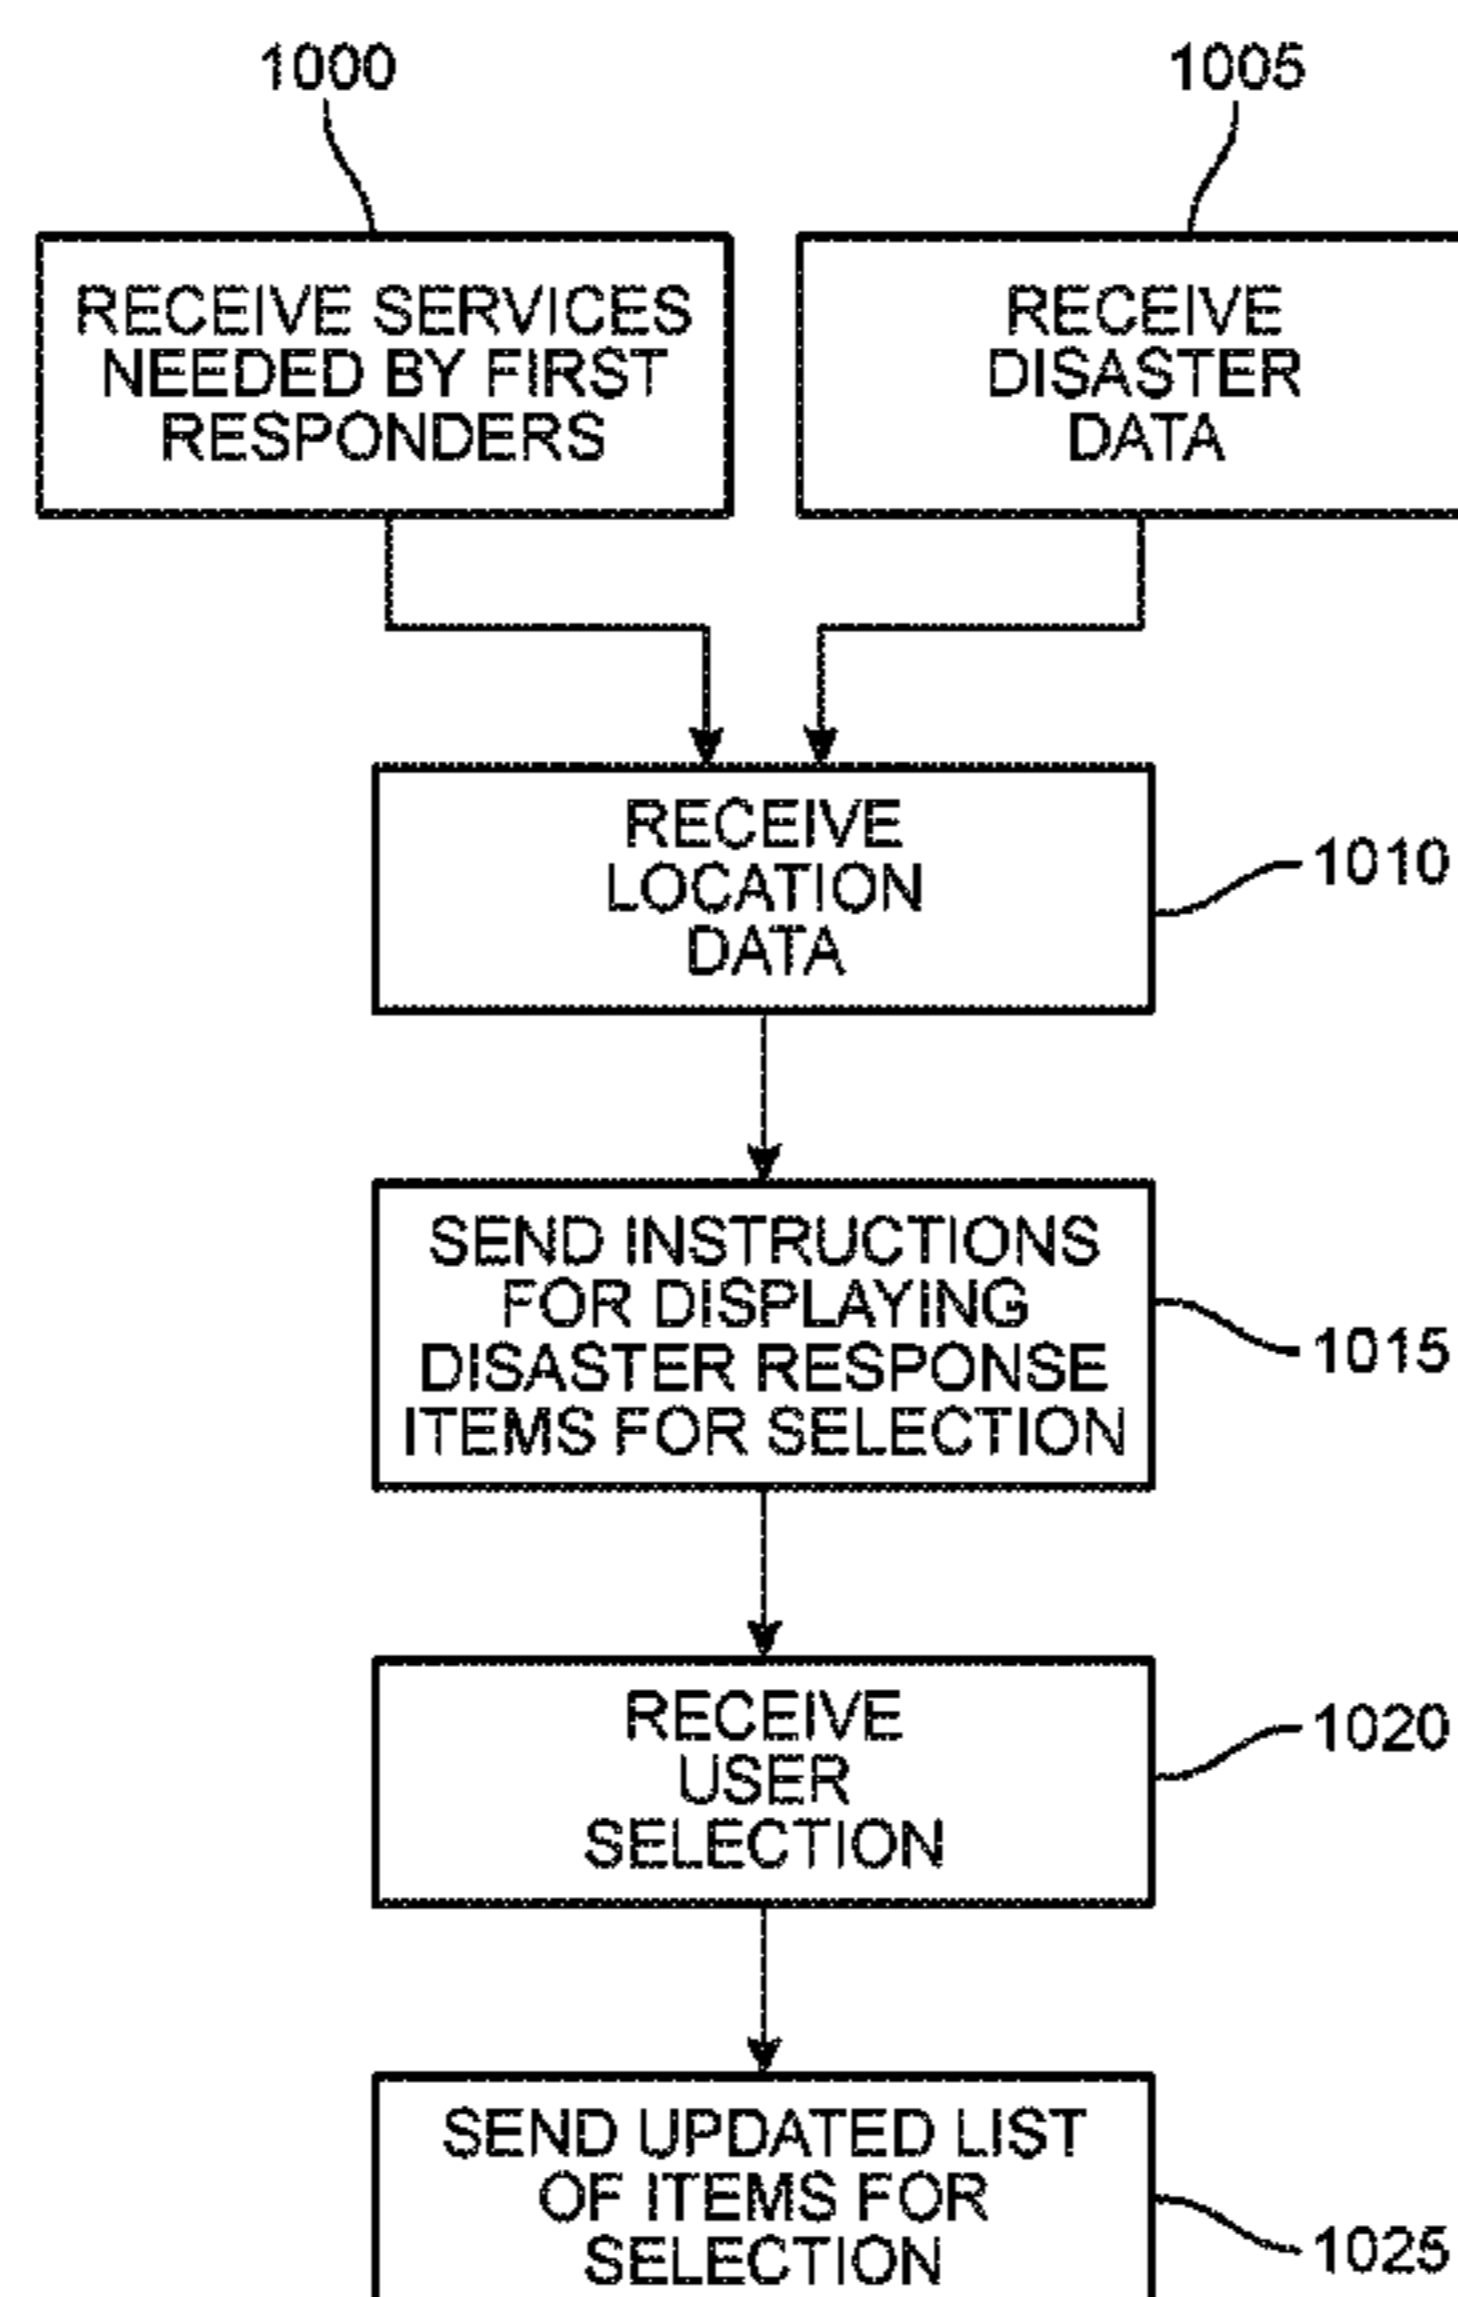 1000
1005
RECEIVE SERVICES
NEEDED BY FIRST
RESPONDERS
RECEIVE
DISASTER
DATA
RECEIVE
LOCATION
DATA
1010
SEND INSTRUCTIONS
FOR DISPLAYING
DISASTER RESPONSE
ITEMS FOR SELECTION
1015
RECEIVE
USER
SELECTION
1020
SEND UPDATED LIST
OF ITEMS FOR
SELECTION
1025